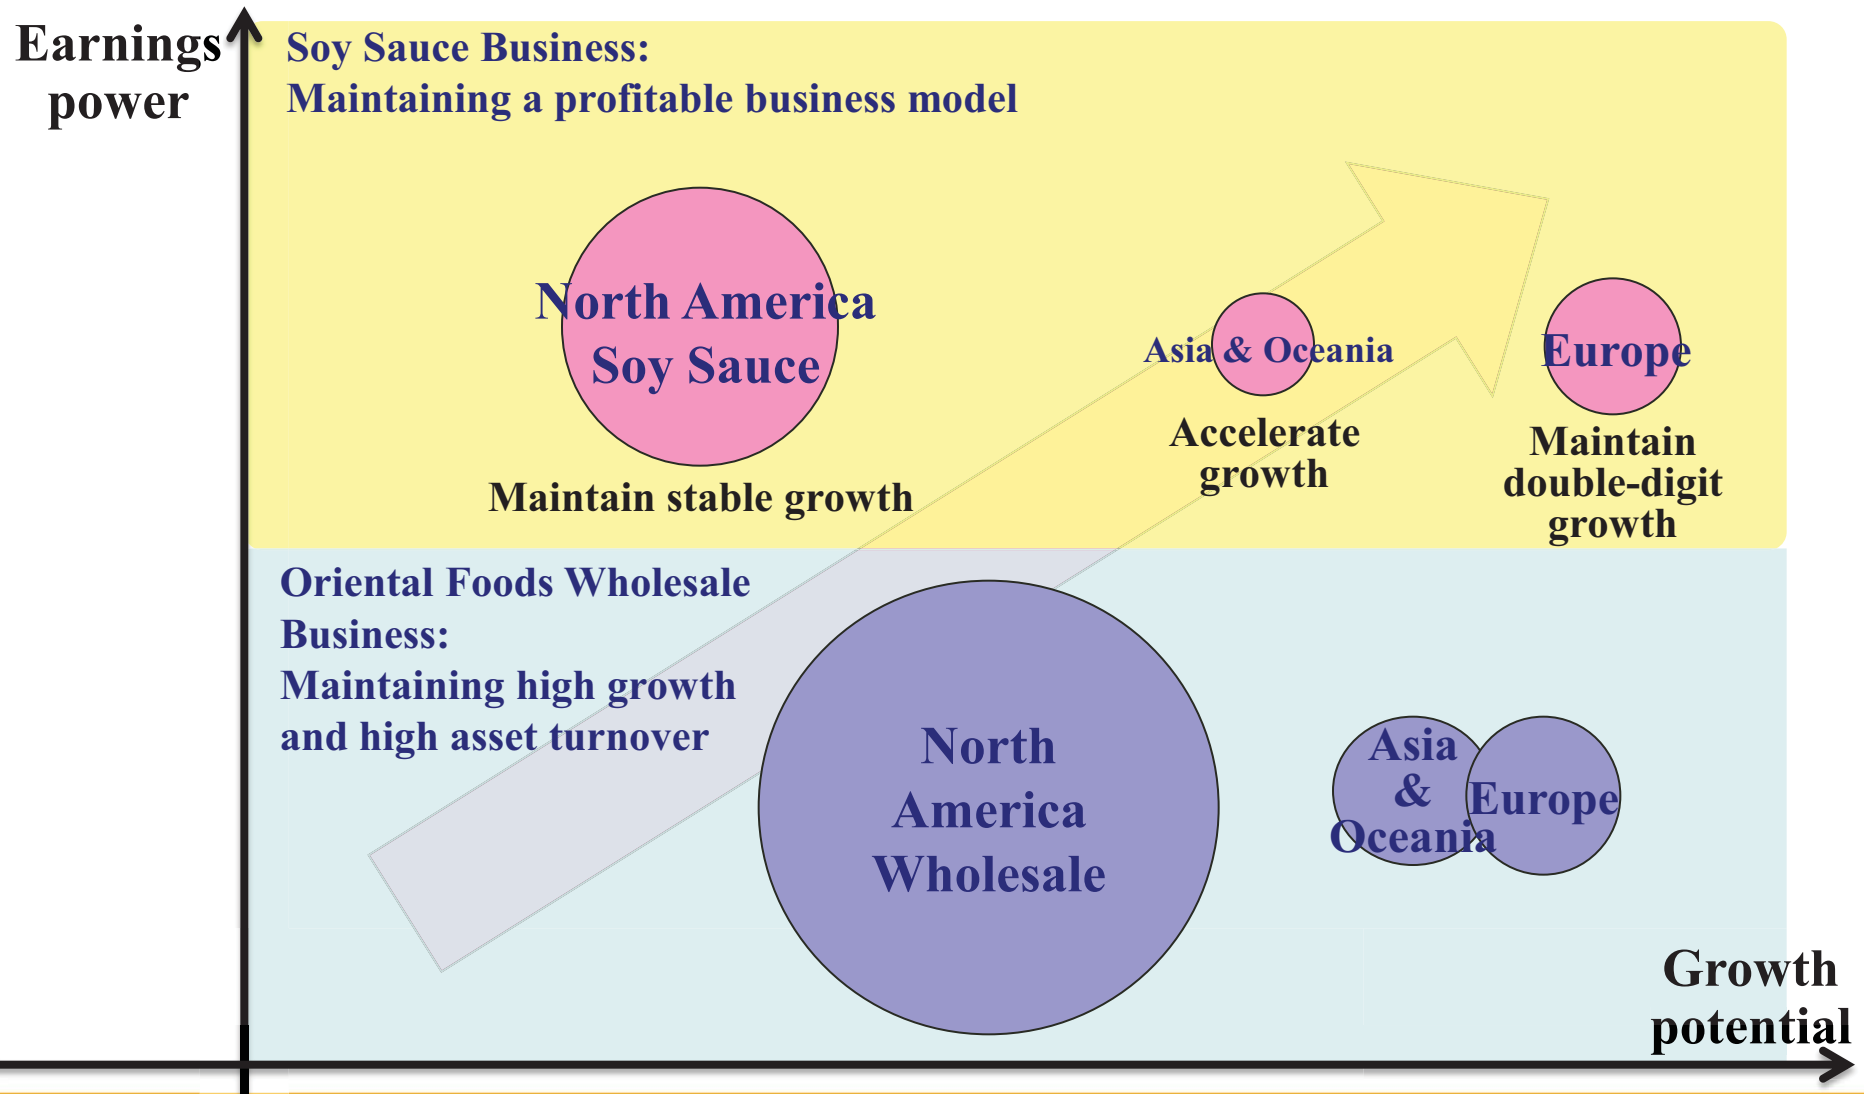 Earnings
power
Soy Sauce Business:
Maintaining a profitable business model
North America
Soy Sauce
Maintain stable growth
Asia & Oceania
Accelerate
growth
Europe
Maintain
double-digit
growth
Oriental Foods Wholesale
Business:
Maintaining high growth
and high asset turnover
North
America
Wholesale
Asia
&
Oceania
Europe
Growth
potential